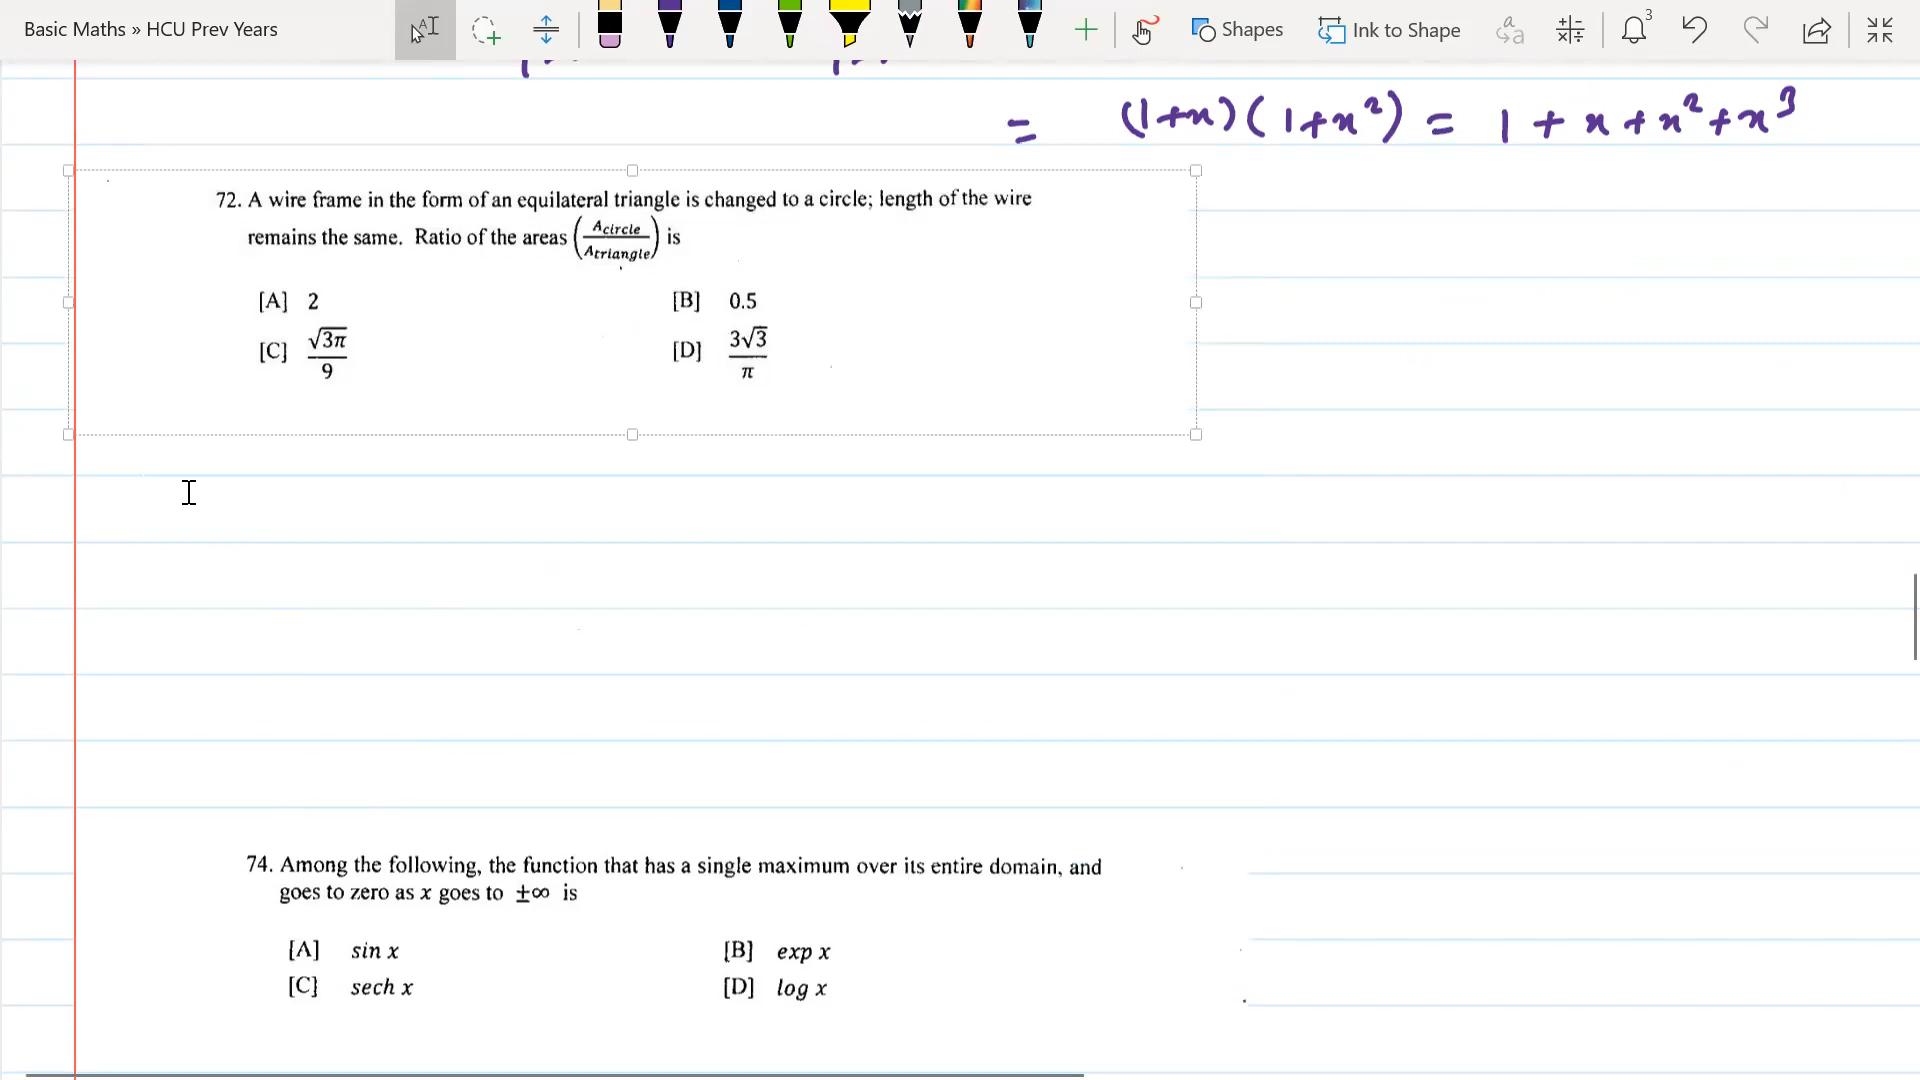 Basic Maths » HCU Prev Years
Shapes
Ink to Shape
3
= (1+x)(1+x²) = 1 + x + x² + x³
72. A wire frame in the form of an equilateral triangle is changed to a circle; length of the wire
remains the same. Ratio of the areas (Acircle/Atriangle) is
[A] 2 [B] 0.5
[C] √3π/9 [D] 3√3/π
74. Among the following, the function that has a single maximum over its entire domain, and
goes to zero as x goes to ±∞ is
[A] sin x [B] exp x
[C] sech x [D] log x